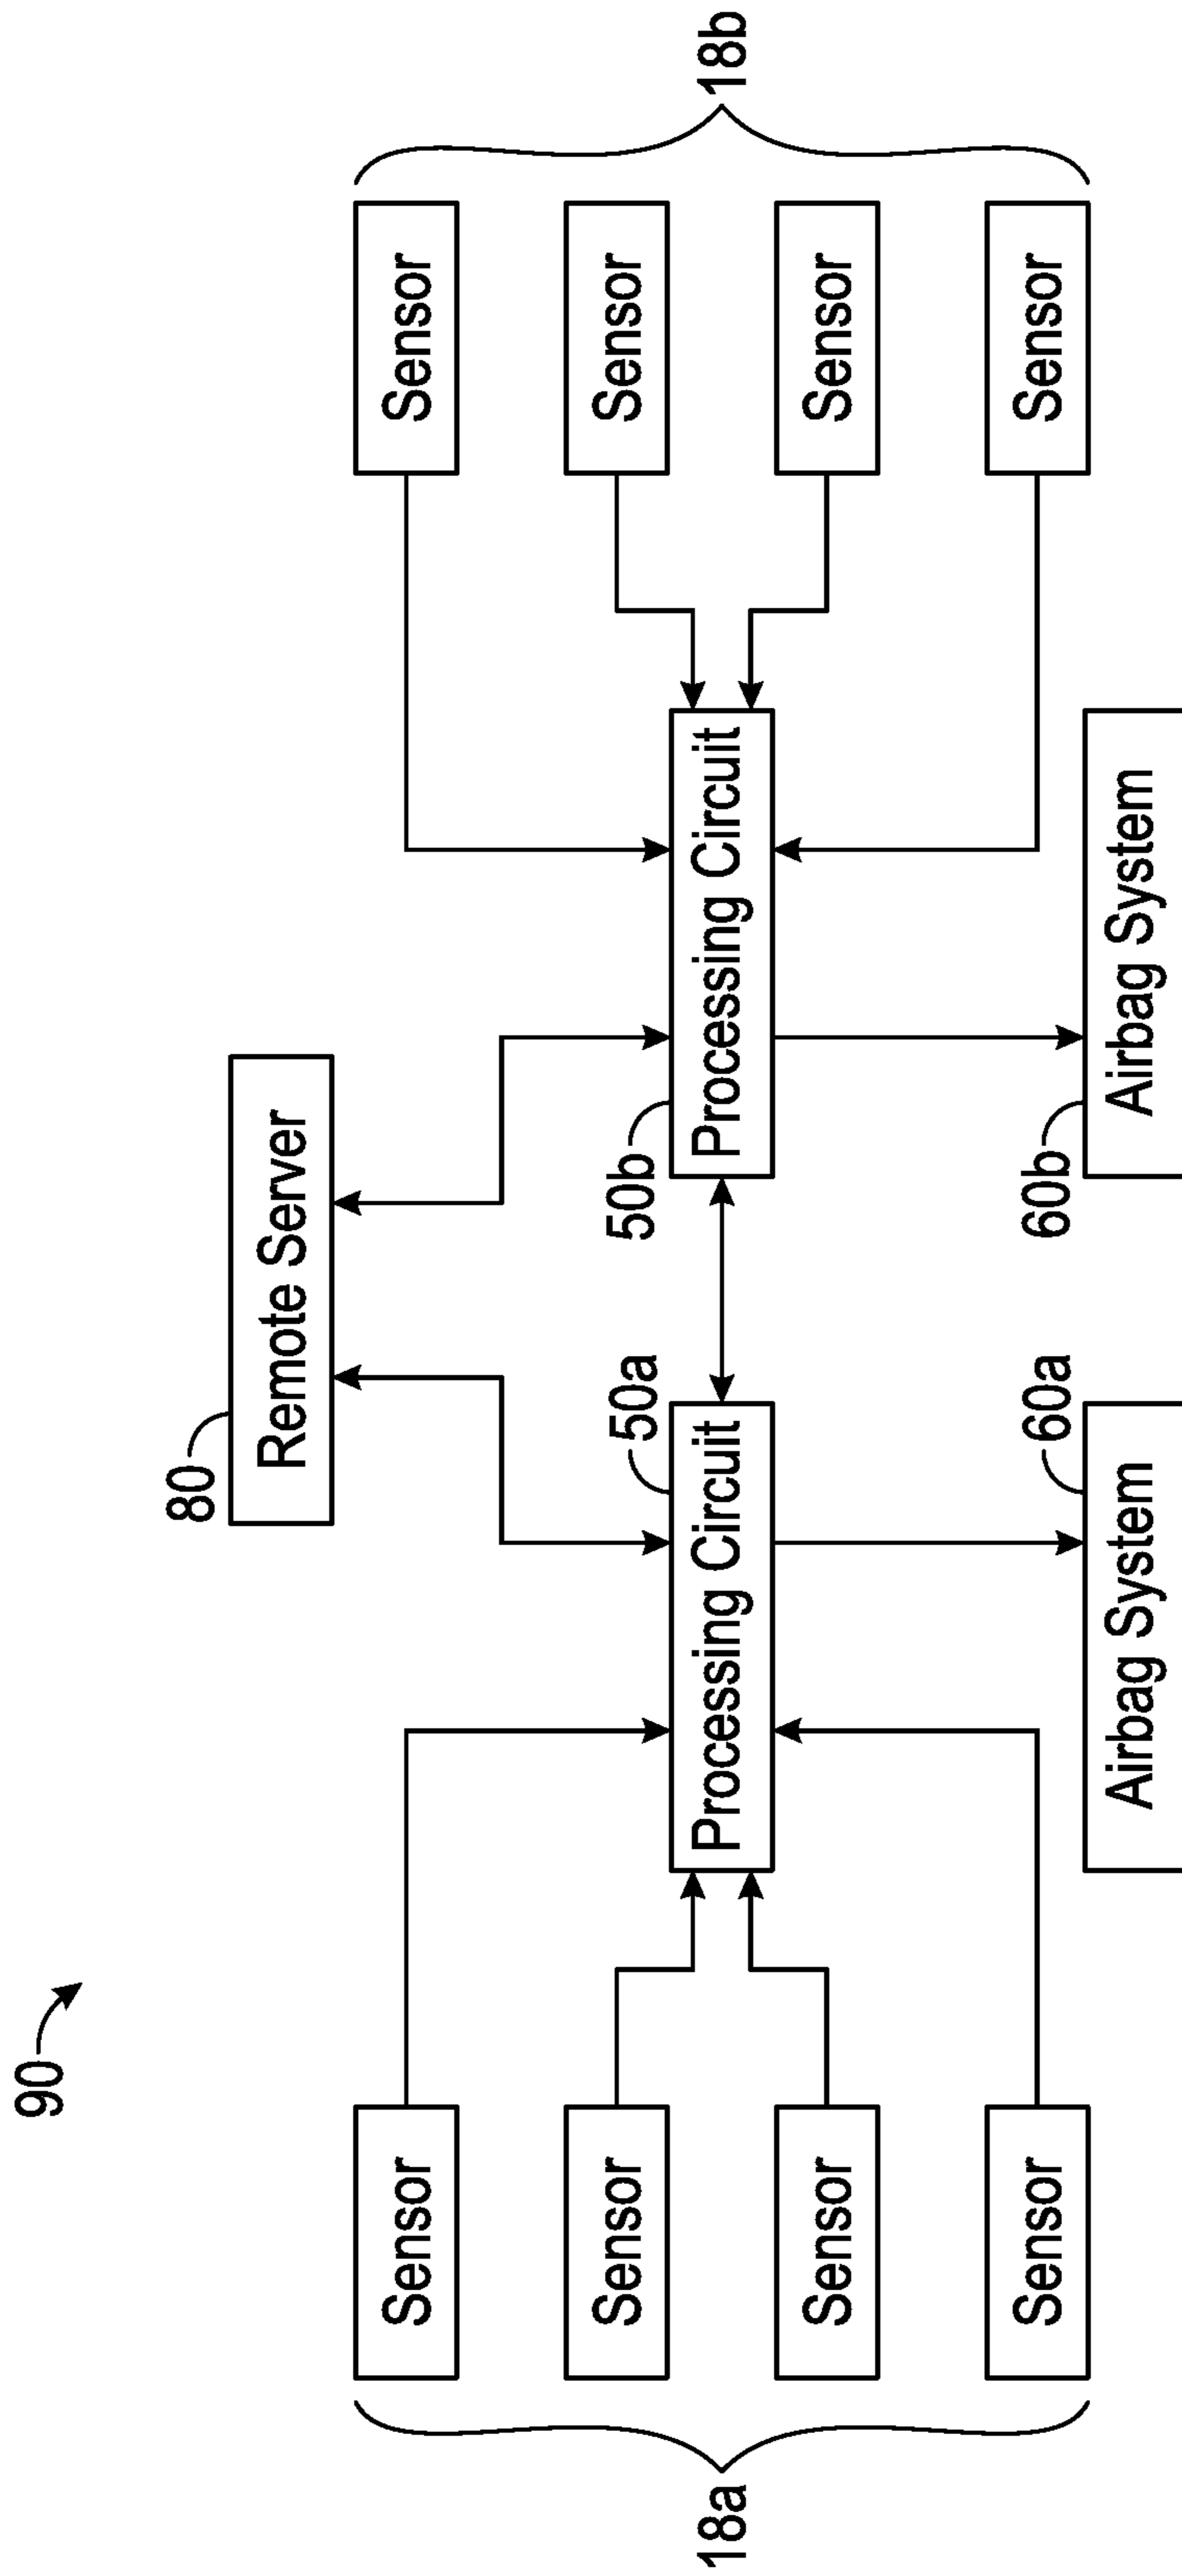 90
80
Remote Server
18a
Sensor
Sensor
Sensor
Sensor
50a
Processing Circuit
50b
Processing Circuit
Sensor
Sensor
Sensor
Sensor
18b
60a
Airbag System
60b
Airbag System